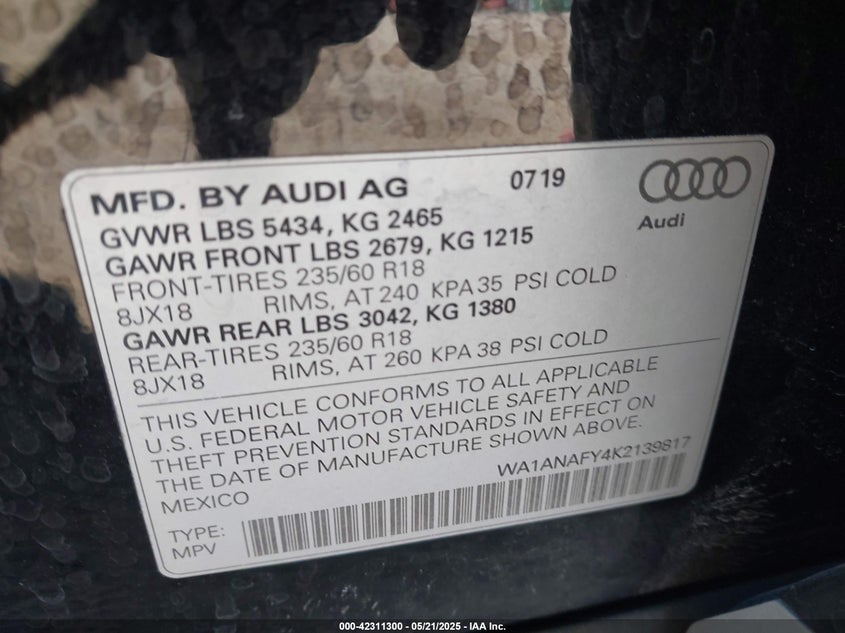 MFD. BY AUDI AG 0719
Audi
GVWR LBS 5434, KG 2465
GAWR FRONT LBS 2679, KG 1215
FRONT-TIRES 235/60 R18
8JX18 RIMS, AT 240 KPA 35 PSI COLD
GAWR REAR LBS 3042, KG 1380
REAR-TIRES 235/60 R18
8JX18 RIMS, AT 260 KPA 38 PSI COLD
THIS VEHICLE CONFORMS TO ALL APPLICABLE
U.S. FEDERAL MOTOR VEHICLE SAFETY AND
THEFT PREVENTION STANDARDS IN EFFECT ON
THE DATE OF MANUFACTURE SHOWN ABOVE.
MEXICO WA1ANAFY4K2139817
TYPE:
MPV
000-42311300 - 05/21/2025 - IAA Inc.